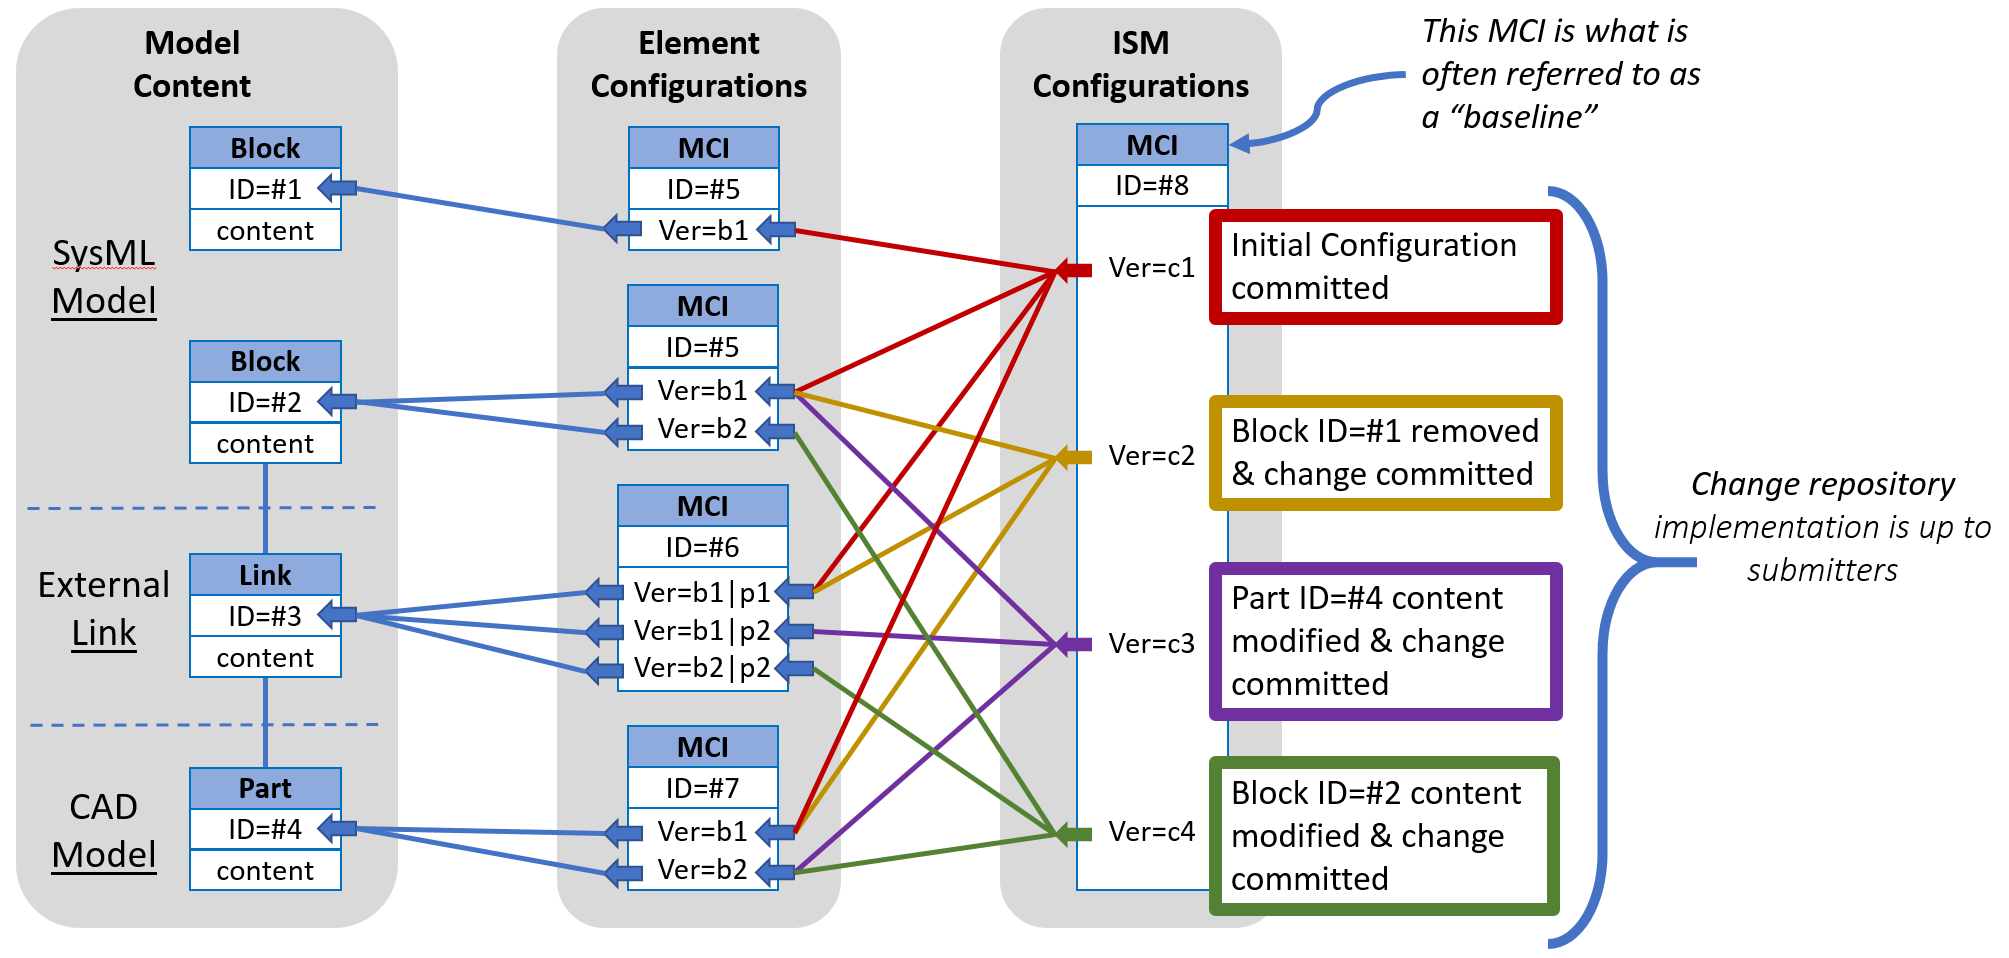 Model
Content
SysML
Model
Block
ID=#1
content
Block
ID=#2
content
External
Link
Link
ID=#3
content
CAD
Model
Part
ID=#4
content
Element
Configurations
MCI
ID=#5
Ver=b1
MCI
ID=#5
Ver=b1
Ver=b2
MCI
ID=#6
Ver=b1|p1
Ver=b1|p2
Ver=b2|p2
MCI
ID=#7
Ver=b1
Ver=b2
ISM
Configurations
MCI
ID=#8
Ver=c1
Ver=c2
Ver=c3
Ver=c4
This MCI is what is
often referred to as
a “baseline”
Initial Configuration
committed
Block ID=#1 removed
& change committed
Part ID=#4 content
modified & change
committed
Block ID=#2 content
modified & change
committed
Change repository
implementation is up to
submitters